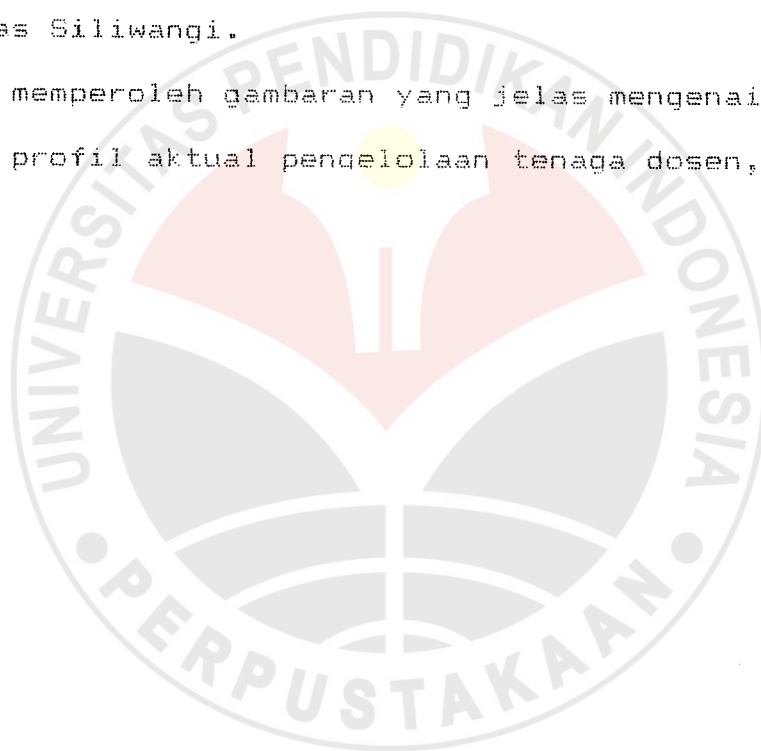 as Siliwangi.
memperoleh gambaran yang jelas mengenai
profil aktual pengelolaan tenaga dosen,
UNIVERSITAS PENDIDIKAN INDONESIA
PERPUSTAKAAN